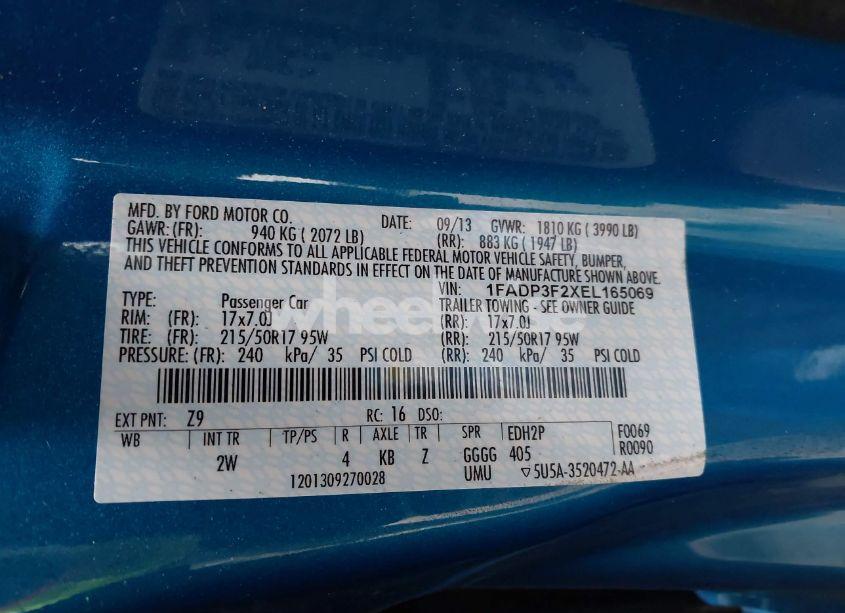 MFD. BY FORD MOTOR CO. DATE: 09/13 GVWR: 1810 KG ( 3990 LB)
GAWR: (FR): 940 KG ( 2072 LB) (RR): 883 KG ( 1947 LB)
THIS VEHICLE CONFORMS TO ALL APPLICABLE FEDERAL MOTOR VEHICLE SAFETY, BUMPER,
AND THEFT PREVENTION STANDARDS IN EFFECT ON THE DATE OF MANUFACTURE SHOWN ABOVE.
VIN: 1FADP3F2XEL165069
TYPE: Passenger Car TRAILER TOWING - SEE OWNER GUIDE
RIM: (FR): 17x7.0J (RR): 17x7.0J
TIRE: (FR): 215/50R17 95W (RR): 215/50R17 95W
PRESSURE: (FR): 240 kPa/ 35 PSI COLD (RR): 240 kPa/ 35 PSI COLD
EXT PNT: Z9 RC: 16 DSO:
WB INT TR TP/PS R AXLE TR SPR EDH2P F0069
2W 4 KB Z GGGG 405 R0090
1201309270028 UMU ▽5U5A-3520472-AA